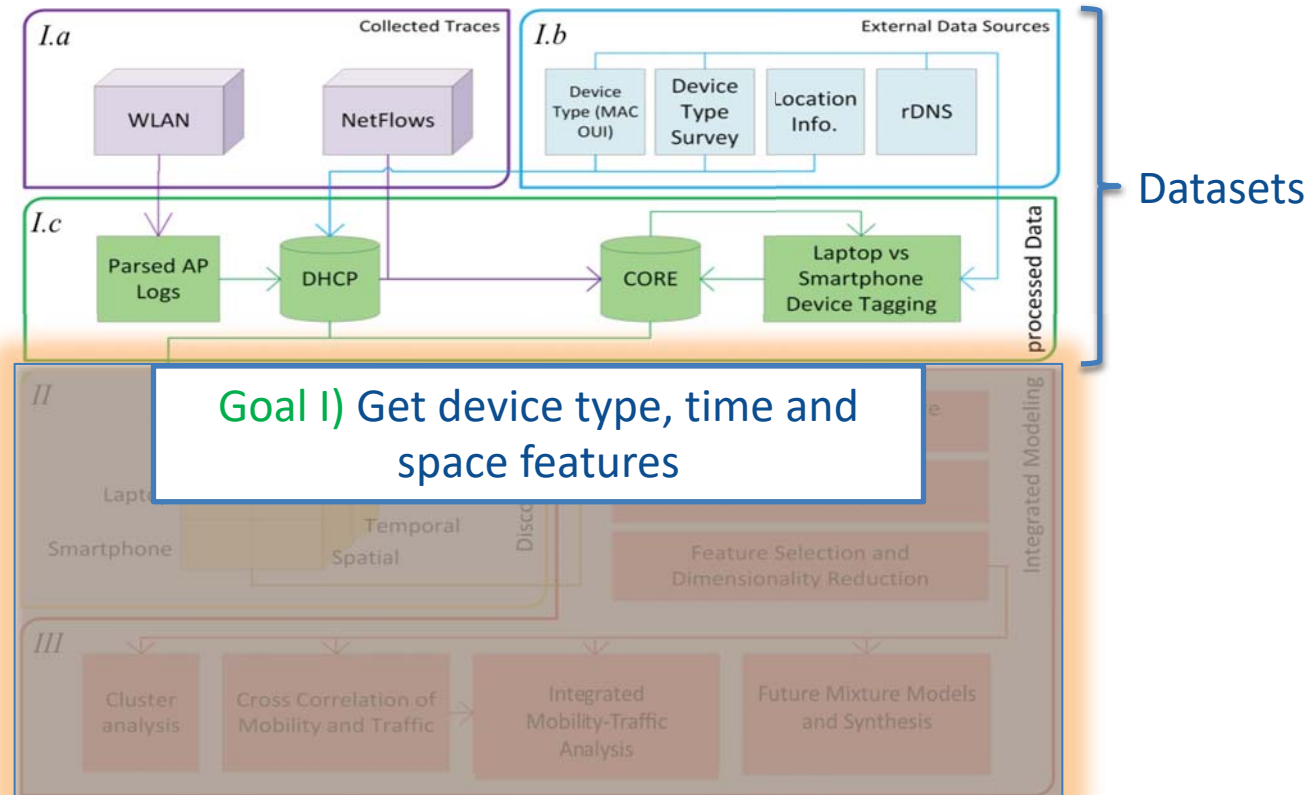 I.a
Collected Traces
WLAN
NetFlows
I.b
External Data Sources
Device
Type (MAC
OUI)
Device
Type
Survey
Location
Info.
rDNS
Datasets
I.c
Parsed AP
Logs
DHCP
CORE
Laptop vs
Smartphone
Device Tagging
processed Data
Goal I) Get device type, time and
space features
II
Smartphone
Temporal
Spatial
Feature Selection and
Dimensionality Reduction
Integrated Modeling
III
Cluster
analysis
Cross Correlation of
Mobility and Traffic
Integrated
Mobility-Traffic
Analysis
Future Mixture Models
and Synthesis